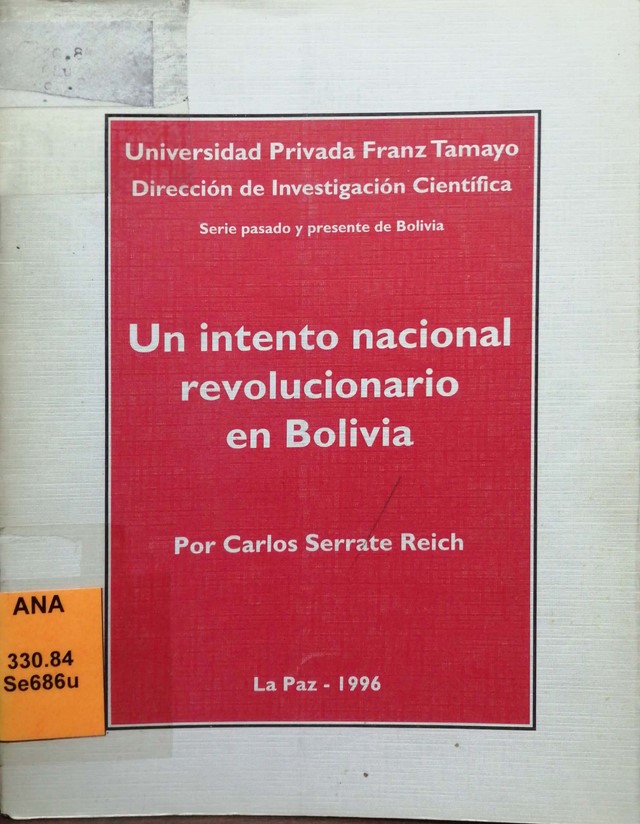 Universidad Privada Franz Tamayo
Dirección de Investigación Científica
Serie pasado y presente de Bolivia
Un intento nacional
revolucionario
en Bolivia
Por Carlos Serrate Reich
La Paz - 1996
ANA
330.84
Se686u